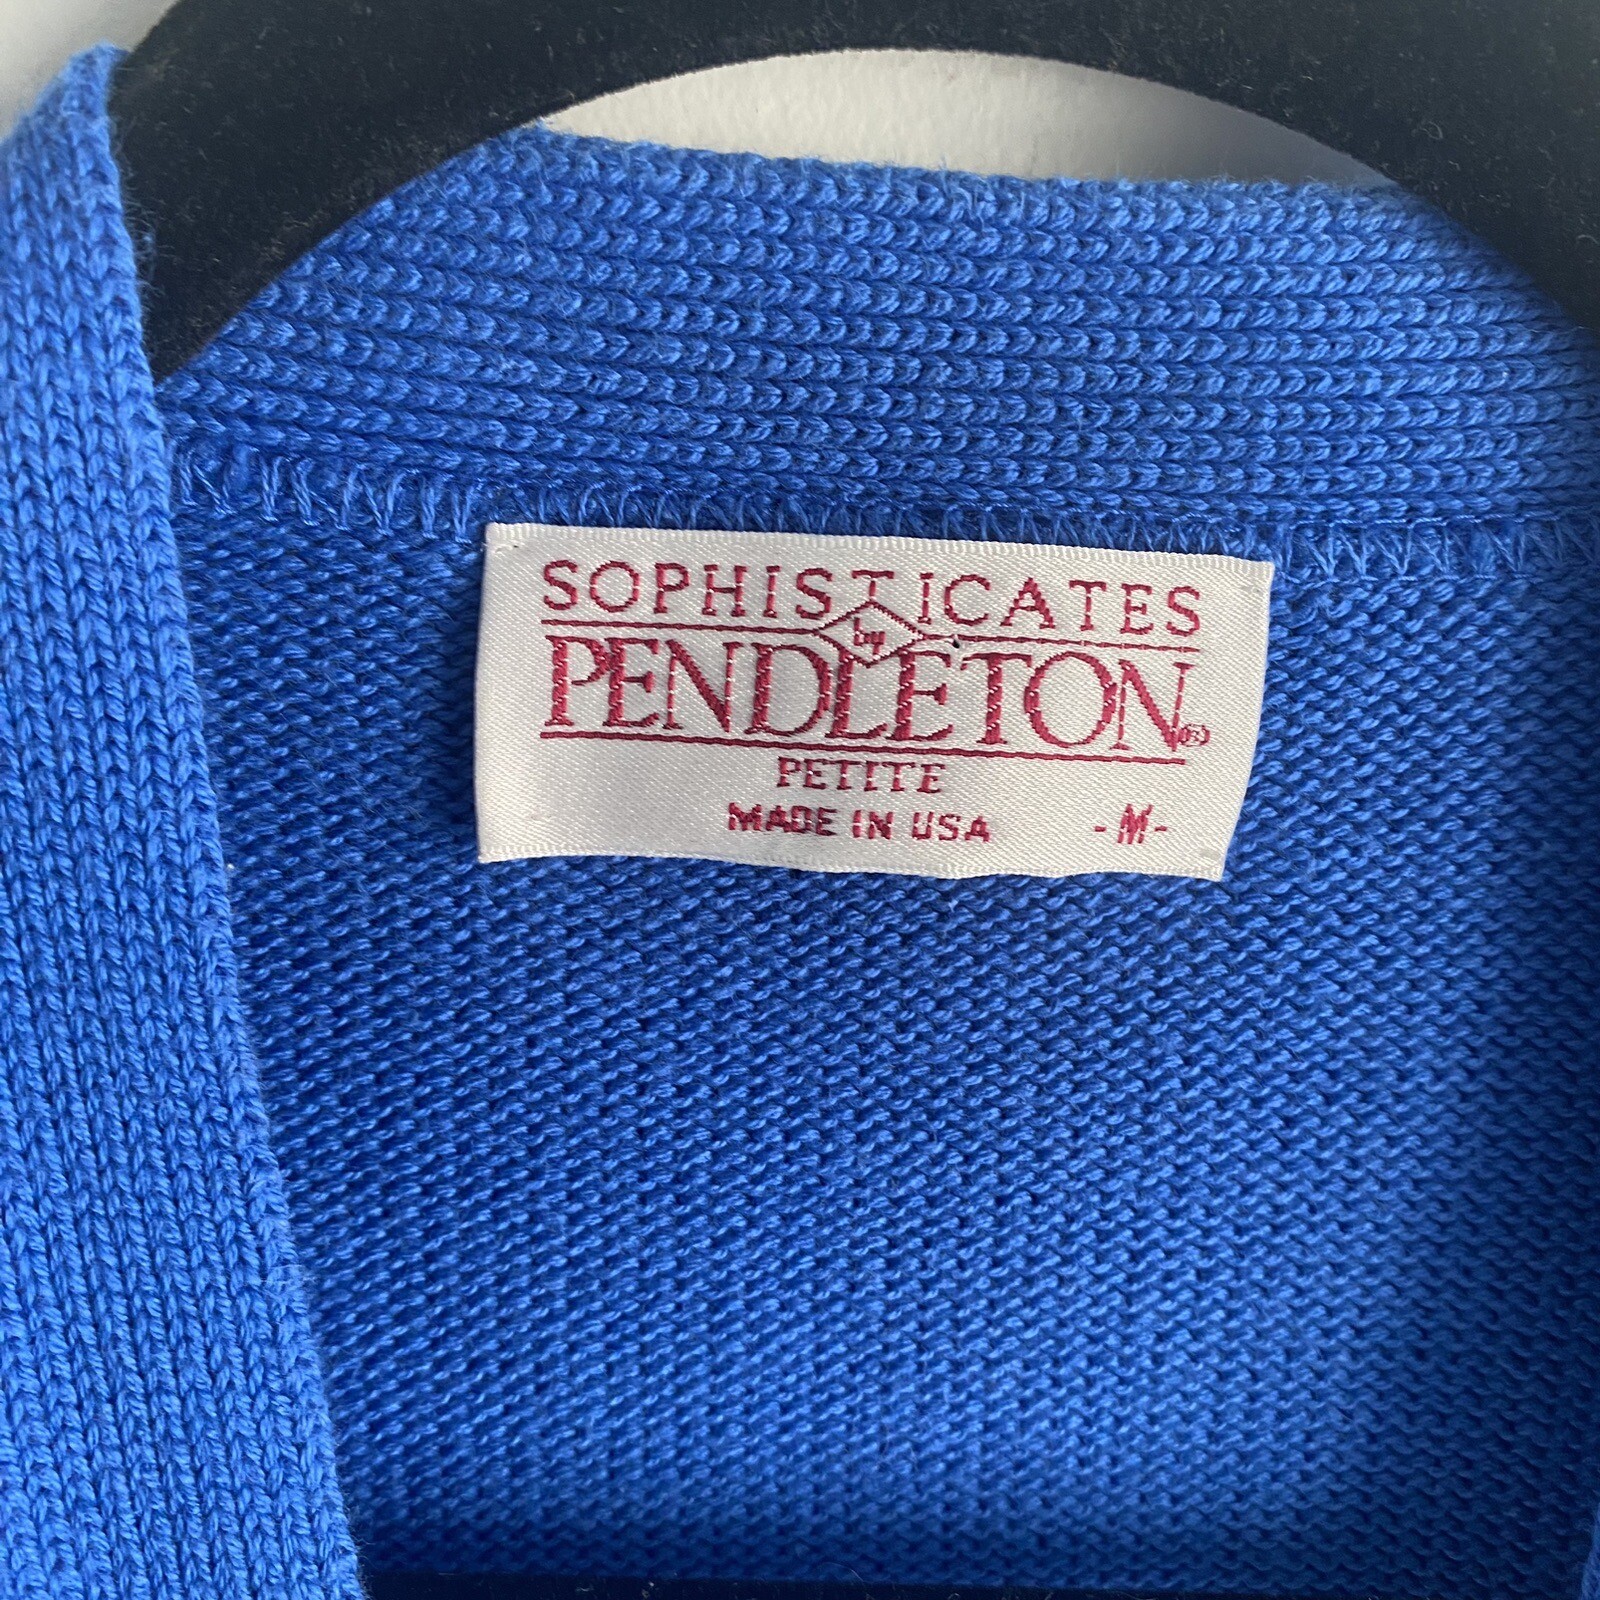 SOPHISTICATES
by
PENDLETON®
PETITE
MADE IN USA -M-